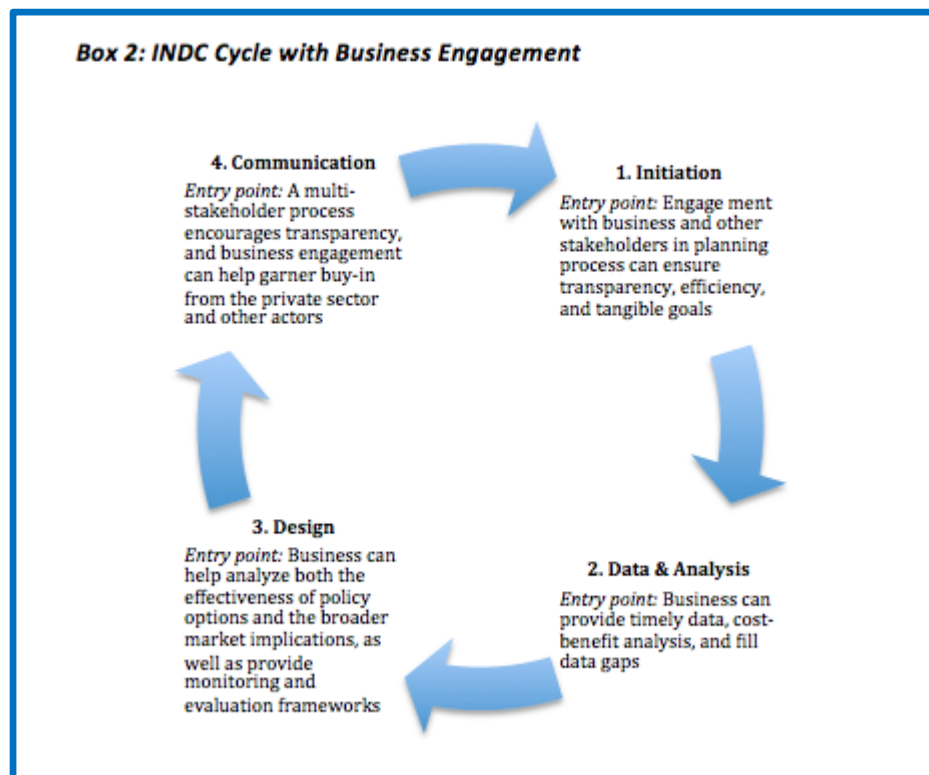 Box 2: INDC Cycle with Business Engagement
1. Initiation
Entry point: Engage ment
with business and other
stakeholders in planning
process can ensure
transparency, efficiency,
and tangible goals
2. Data & Analysis
Entry point: Business can
provide timely data, cost-
benefit analysis, and fill
data gaps
3. Design
Entry point: Business can
help analyze both the
effectiveness of policy
options and the broader
market implications, as
well as provide
monitoring and
evaluation frameworks
4. Communication
Entry point: A multi-
stakeholder process
encourages transparency,
and business engagement
can help garner buy-in
from the private sector
and other actors